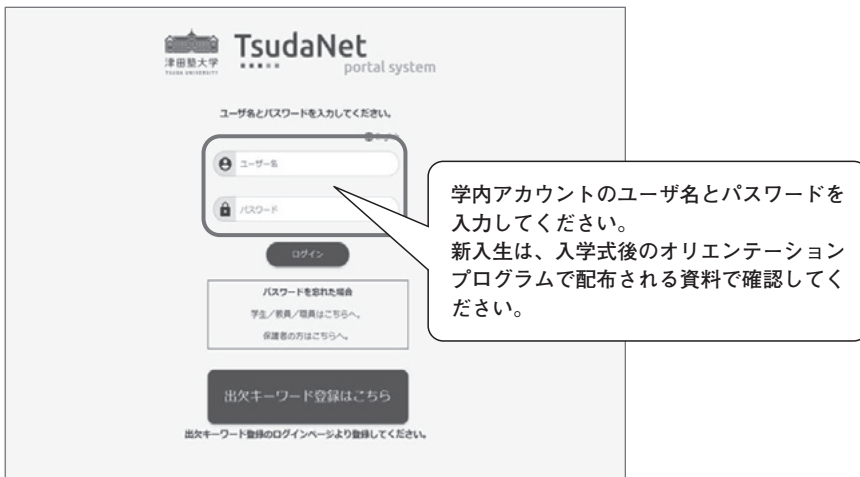 津田塾大学
TSUDA UNIVERSITY
TsudaNet
portal system
ユーザ名とパスワードを入力してください。
ユーザー名
パスワード
ログイン
パスワードを忘れた場合
学生／教員／職員はこちらへ。
保護者の方はこちらへ。
出欠キーワード登録はこちら
出欠キーワード登録のログインページより登録してください。
学内アカウントのユーザ名とパスワードを
入力してください。
新入生は、入学式後のオリエンテーション
プログラムで配布される資料で確認してく
ださい。